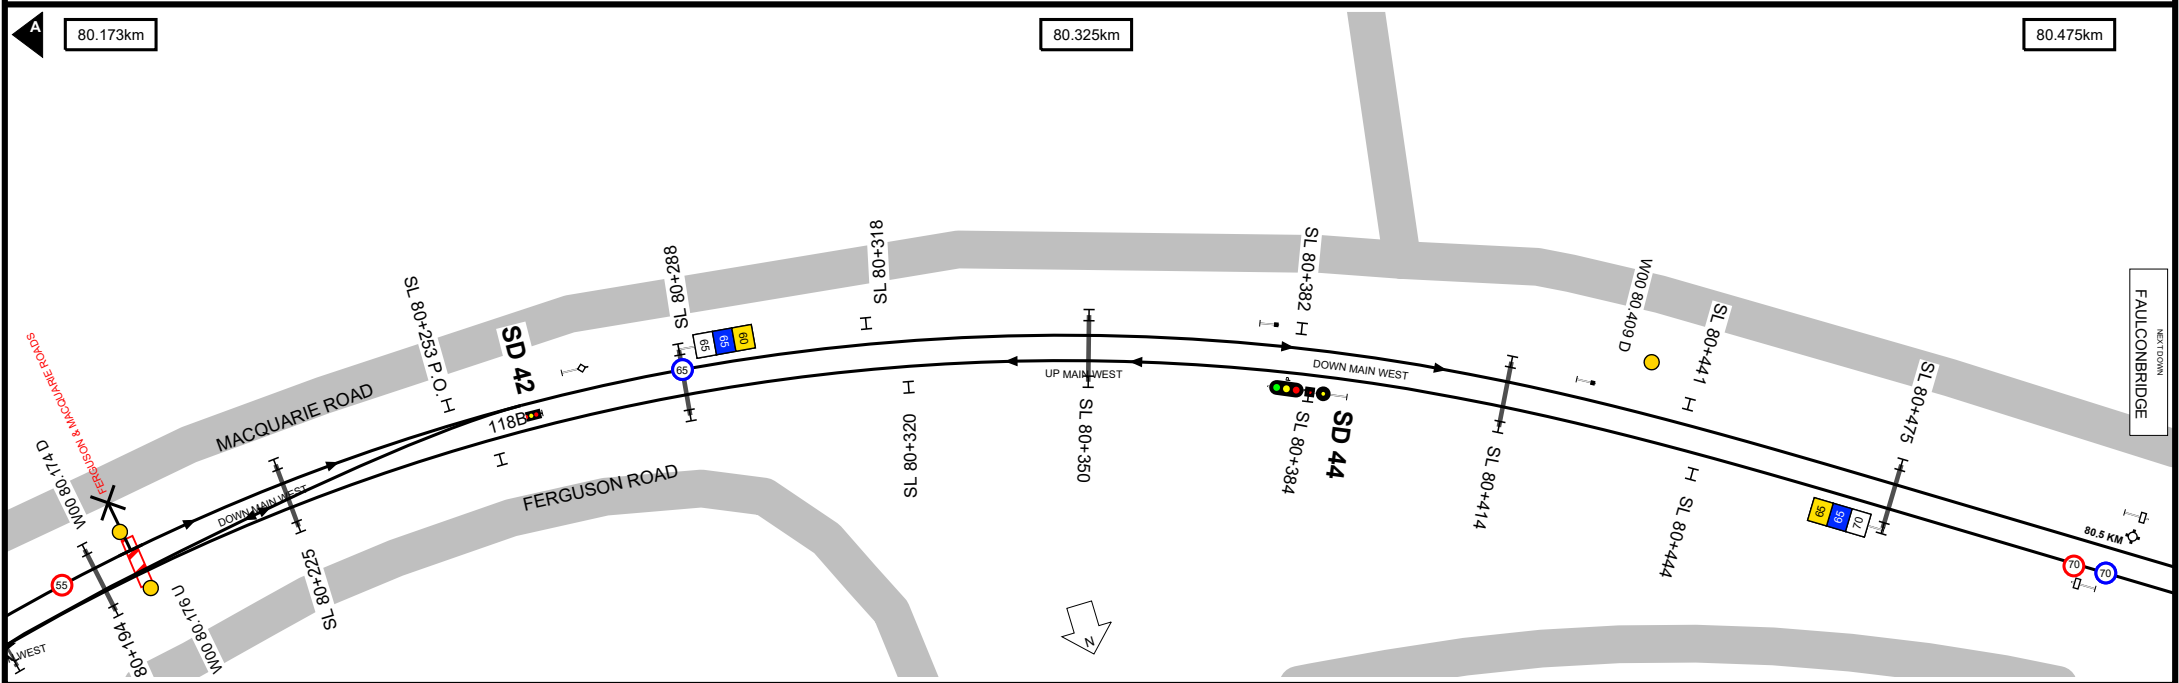 A
80.173km
80.325km
80.475km
FERGUSON & MACQUARIE ROADS
W00 80.174 D
MACQUARIE ROAD
SL 80+253 P.O.
SD 42
SL 80+288
65
65
60
65
SL 80+318
SL 80+382
W00 80.409 D
SL 80+441
SL 80+475
NEXT DOWN
FAULCONBRIDGE
118B
UP MAIN WEST
DOWN MAIN WEST
DOWN MAIN WEST
FERGUSON ROAD
SL 80+320
SL 80+350
SL 80+384
SD 44
SL 80+414
SL 80+444
65
65
70
80.5 KM
70
70
55
80+194
W00 80.176 U
SL 80+225
WEST
N